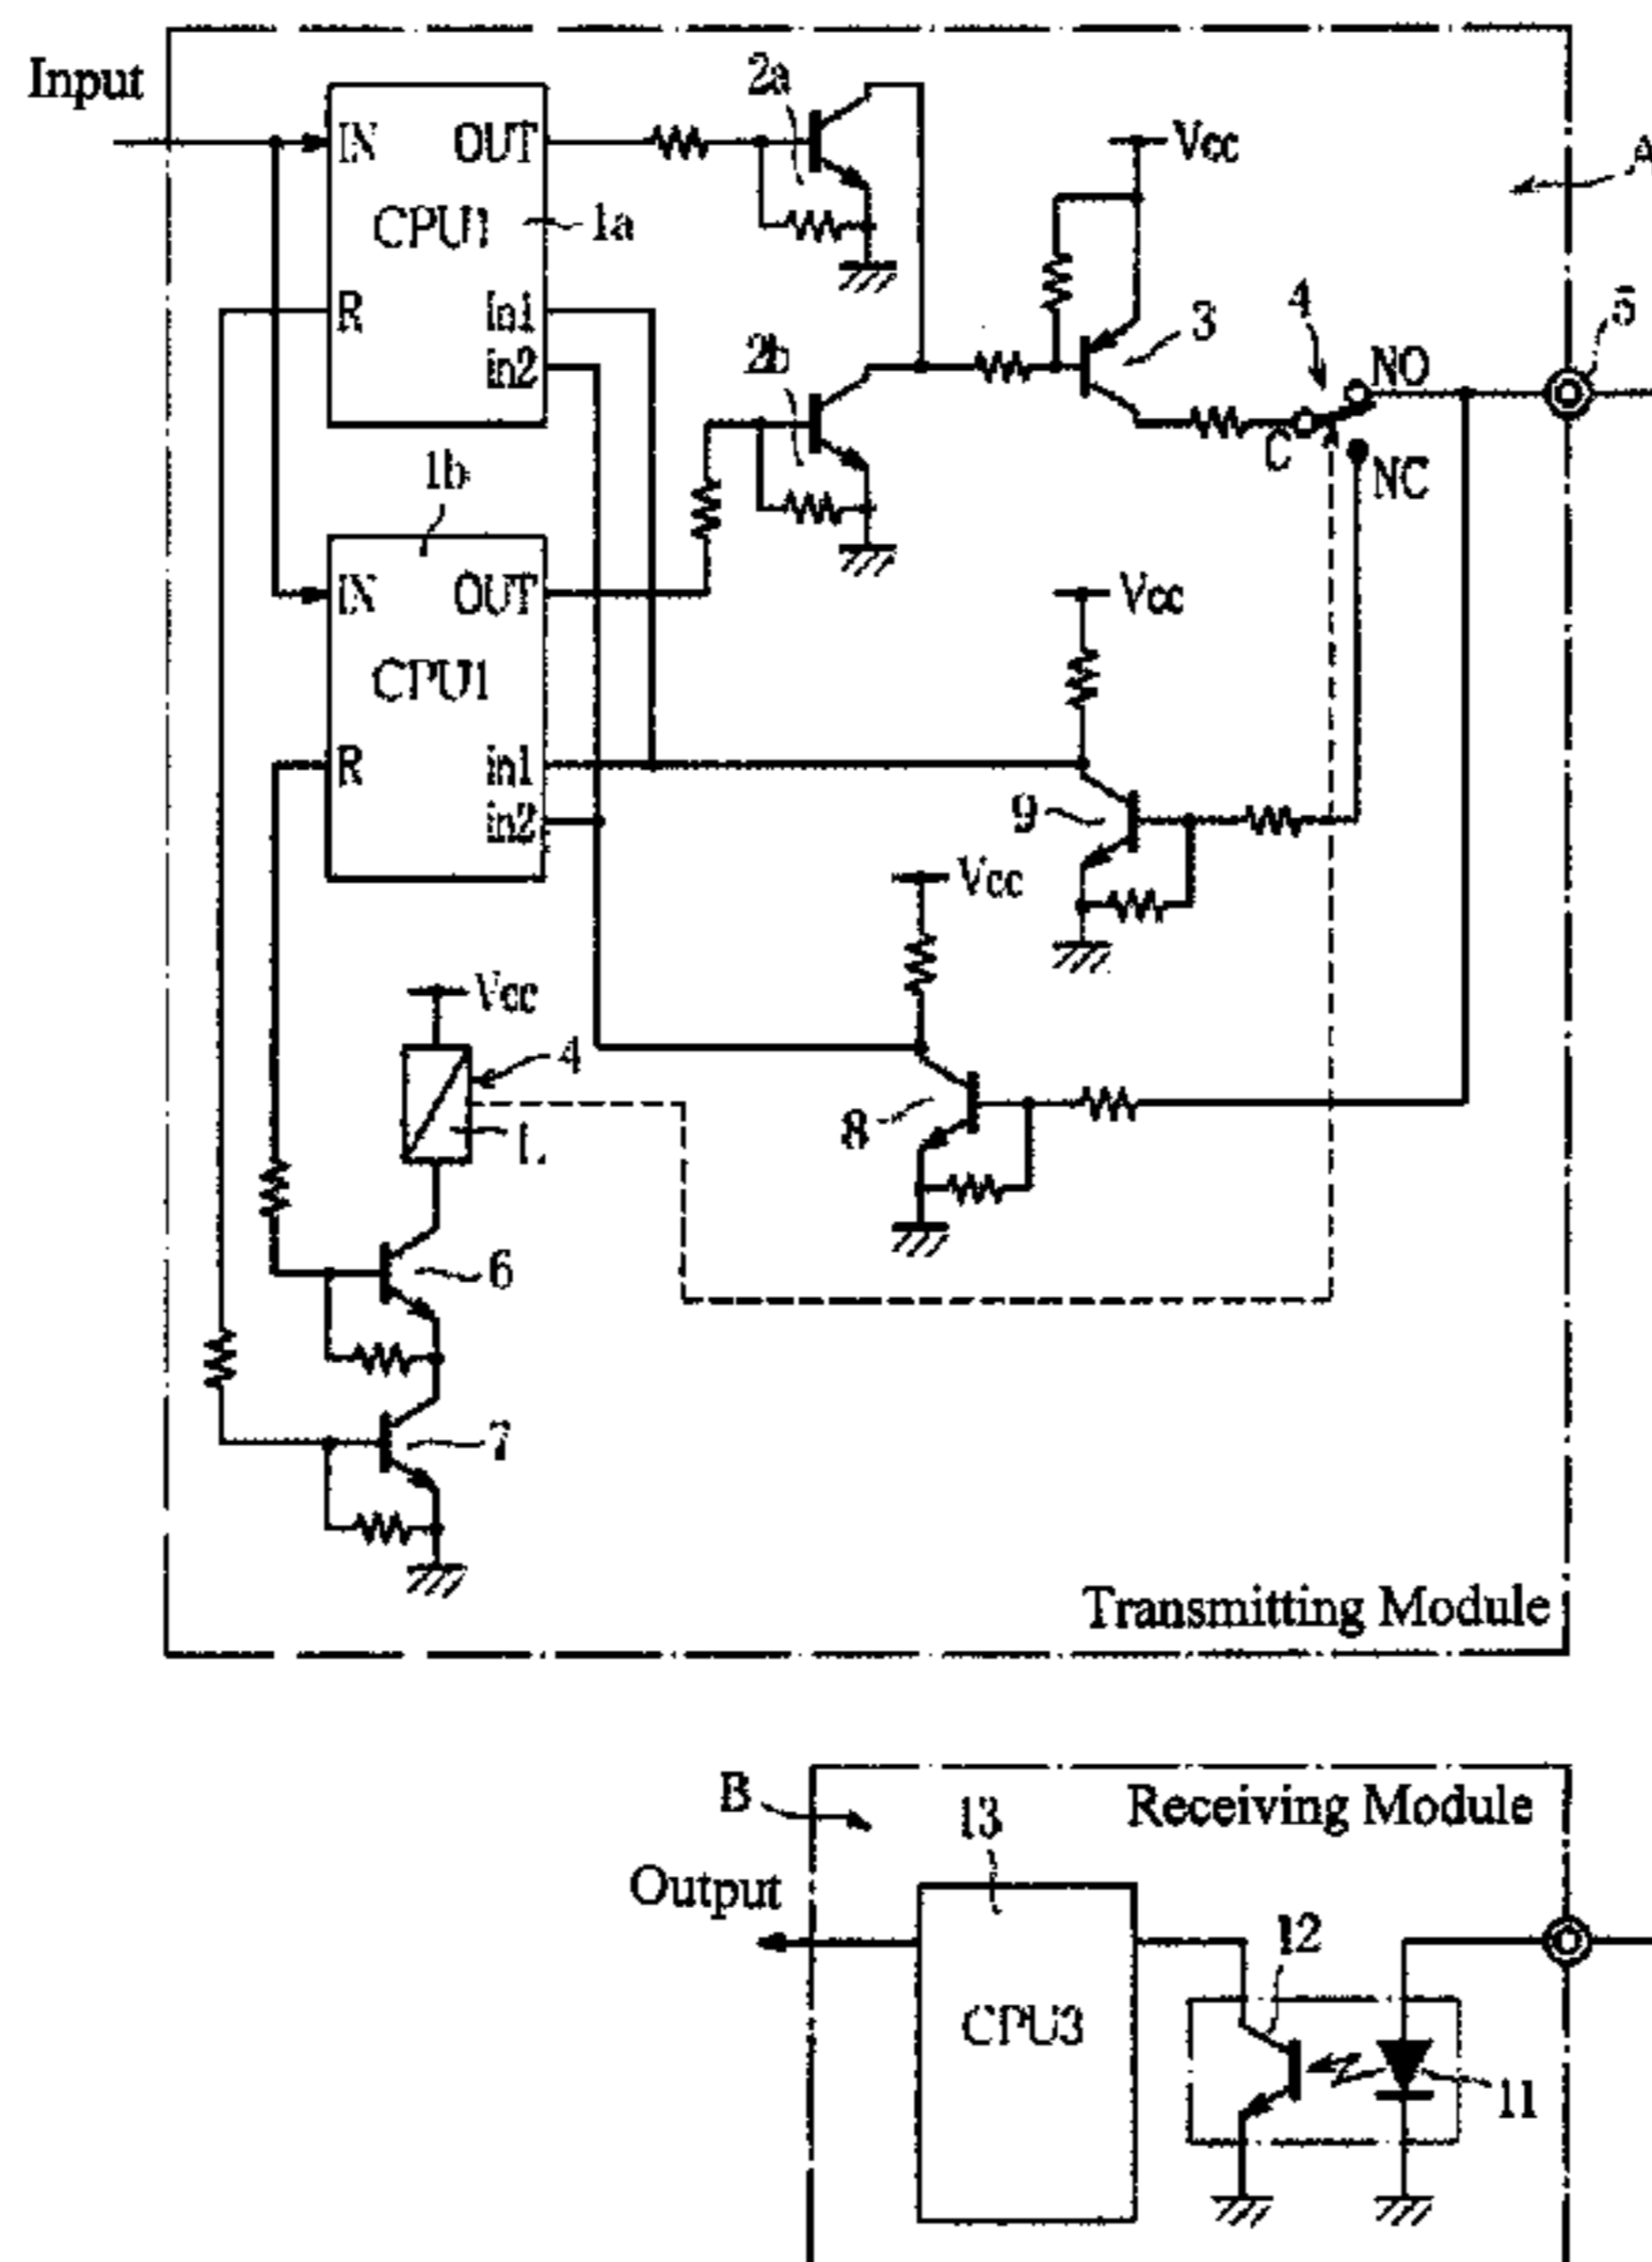 Input
2a
IN OUT
Vcc
A
CPU1
1a
R
In1
4
5
in2
2b
3
NO
C
NC
1b
IN OUT
Vcc
CPU1
R
in1
9
in2
Vcc
Vcc
4
8
L
6
7
Transmitting Module
B
13
Receiving Module
Output
12
CPU3
11